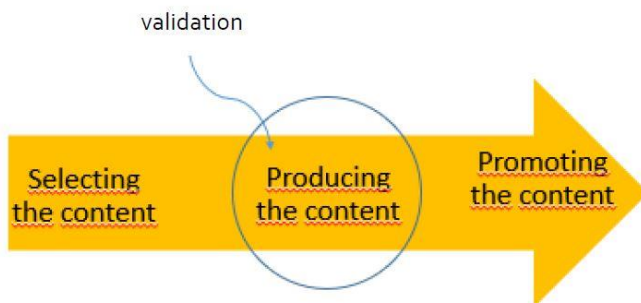 validation
Selecting
the content
Producing
the content
Promoting
the content